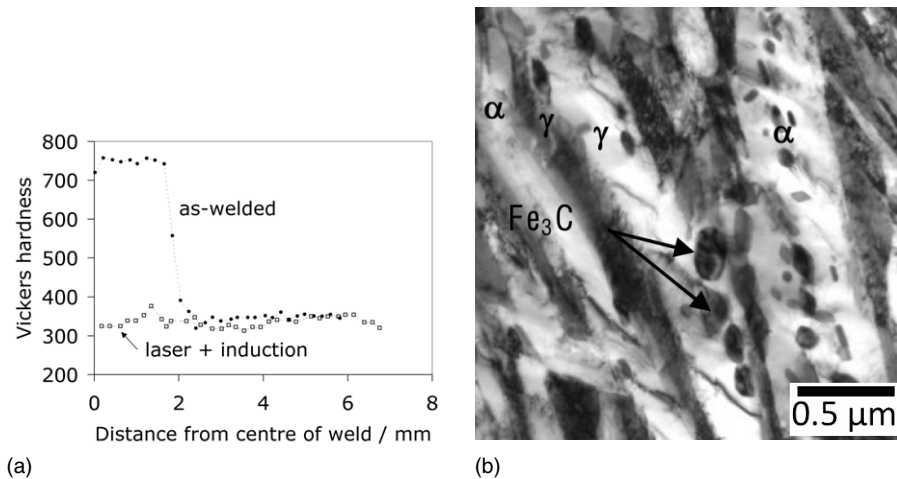 800
700
600
500
400
300
200
Vickers hardness
as-welded
laser + induction
0
2
4
6
8
Distance from centre of weld / mm
(a)
α
γ
γ
α
Fe₃C
0.5 μm
(b)